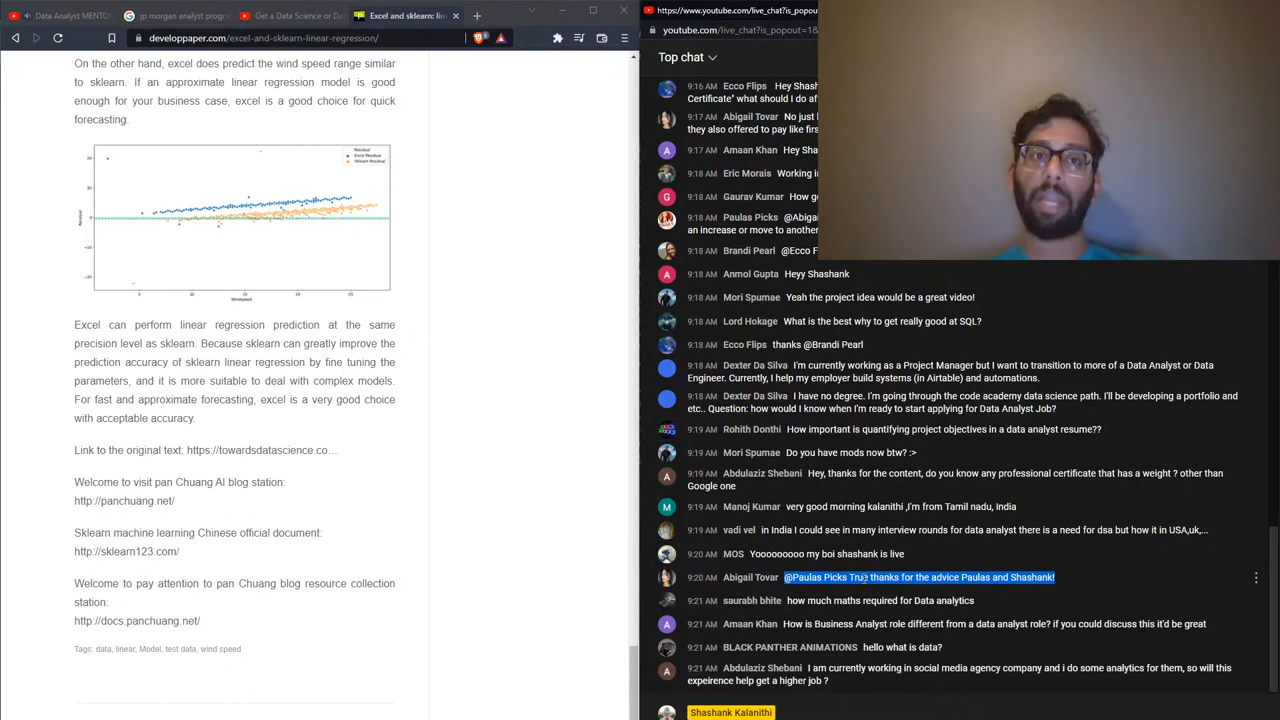 Data Analyst MENTO
jp morgan analyst progra
Get a Data Science or Da
Excel and sklearn: lin
developpaper.com/excel-and-sklearn-linear-regression/
On the other hand, excel does predict the wind speed range similar
to sklearn. If an approximate linear regression model is good
enough for your business case, excel is a good choice for quick
forecasting.
Residual
Excel Residual
Sklearn Residual
20
10
0
-10
-20
5
10
15
20
25
Residual
Windspeed
Excel can perform linear regression prediction at the same
precision level as sklearn. Because sklearn can greatly improve the
prediction accuracy of sklearn linear regression by fine tuning the
parameters, and it is more suitable to deal with complex models.
For fast and approximate forecasting, excel is a very good choice
with acceptable accuracy.
Link to the original text: https://towardsdatascience.co...
Welcome to visit pan Chuang AI blog station:
http://panchuang.net/
Sklearn machine learning Chinese official document:
http://sklearn123.com/
Welcome to pay attention to pan Chuang blog resource collection
station:
http://docs.panchuang.net/
Tags: data, linear, Model, test data, wind speed
https://www.youtube.com/live_chat?is_popout
youtube.com/live_chat?is_popout=1&
Top chat
9:16 AM Ecco Flips Hey Shash
Certificate" what should I do af
9:17 AM Abigail Tovar No just
they also offered to pay like firs
9:17 AM Amaan Khan Hey Sha
9:18 AM Eric Morais Working i
9:18 AM Gaurav Kumar How g
9:18 AM Paulas Picks @Abiga
an increase or move to another
9:18 AM Brandi Pearl @Ecco F
9:18 AM Anmol Gupta Heyy Shashank
9:18 AM Mori Spumae Yeah the project idea would be a great video!
9:18 AM Lord Hokage What is the best why to get really good at SQL?
9:18 AM Ecco Flips thanks @Brandi Pearl
9:18 AM Dexter Da Silva I'm currently working as a Project Manager but I want to transition to more of a Data Analyst or Data
Engineer. Currently, I help my employer build systems (in Airtable) and automations.
9:18 AM Dexter Da Silva I have no degree. I'm going through the code academy data science path. I'll be developing a portfolio and
etc.. Question: how would I know when I'm ready to start applying for Data Analyst Job?
9:19 AM Rohith Donthi How important is quantifying project objectives in a data analyst resume??
9:19 AM Mori Spumae Do you have mods now btw? :>
9:19 AM Abdulaziz Shebani Hey, thanks for the content, do you know any professional certificate that has a weight ? other than
Google one
9:19 AM Manoj Kumar very good morning kalanithi ,I'm from Tamil nadu, India
9:19 AM vadi vel in India I could see in many interview rounds for data analyst there is a need for dsa but how it in USA,uk,...
9:20 AM MOS Yooooooooo my boi shashank is live
9:20 AM Abigail Tovar @Paulas Picks True thanks for the advice Paulas and Shashank!
9:21 AM saurabh bhite how much maths required for Data analytics
9:21 AM Amaan Khan How is Business Analyst role different from a data analyst role? if you could discuss this it'd be great
9:21 AM BLACK PANTHER ANIMATIONS hello what is data?
9:21 AM Abdulaziz Shebani I am currently working in social media agency company and i do some analytics for them, so will this
expeirence help get a higher job ?
Shashank Kalanithi